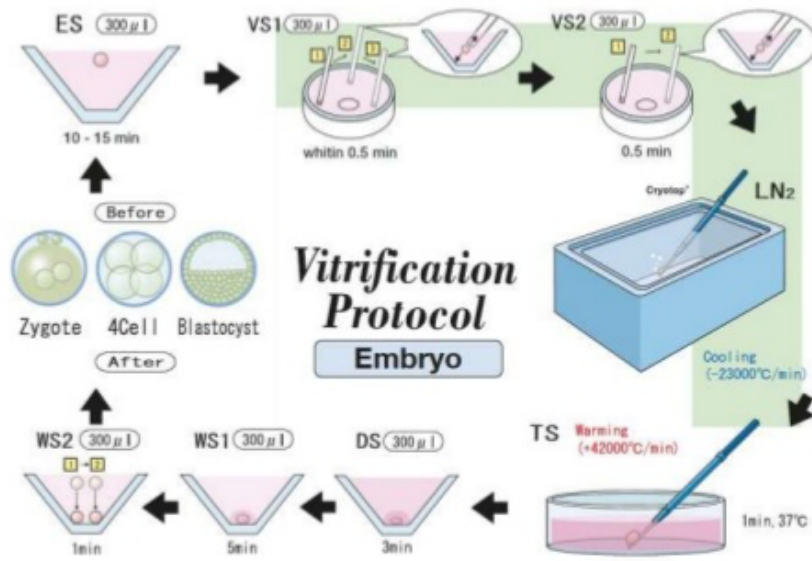 ES 300μl
10 - 15 min
VS1 300μl
1 2 3
whitin 0.5 min
VS2 300μl
1 2
0.5 min
Before
Zygote 4Cell Blastocyst
After
Vitrification
Protocol
Embryo
Cryotop®
LN₂
Cooling
(-23000℃/min)
TS Warming
(+42000℃/min)
1min, 37℃
DS 300μl
3min
WS1 300μl
5min
WS2 300μl
1 → 2
1min